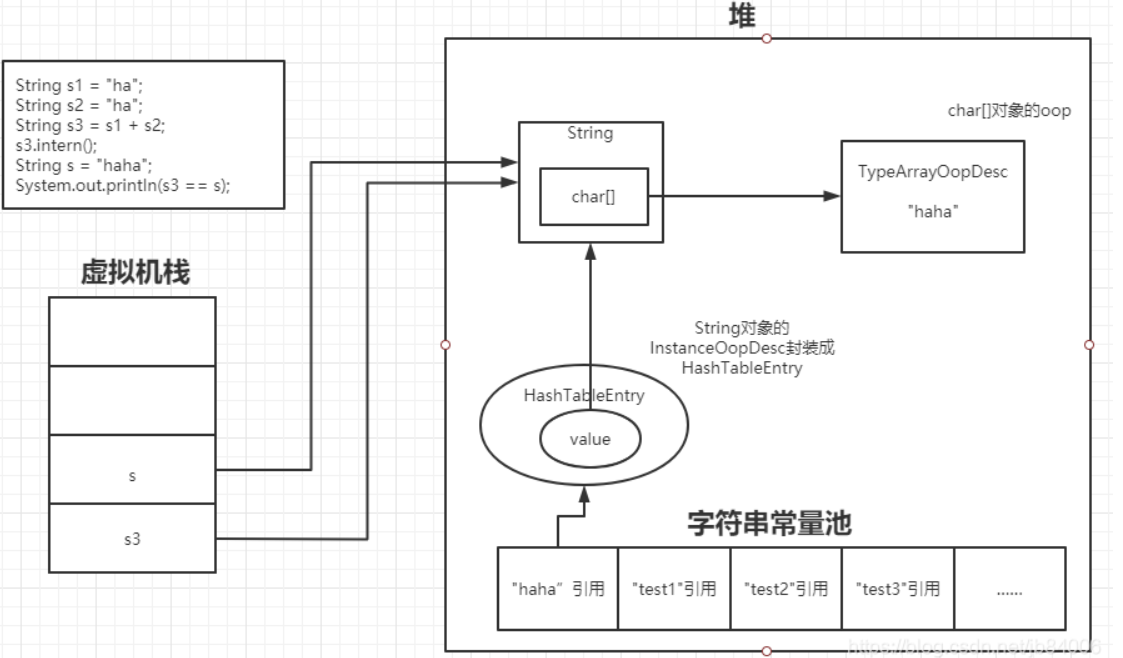 堆
String s1 = "ha";
String s2 = "ha";
String s3 = s1 + s2;
s3.intern();
String s = "haha";
System.out.println(s3 == s);
char[]对象的oop
String
char[]
TypeArrayOopDesc
"haha"
虚拟机栈
s
s3
String对象的
InstanceOopDesc封装成
HashTableEntry
HashTableEntry
value
字符串常量池
"haha" 引用
"test1"引用
"test2"引用
"test3"引用
......
https://blog.csdn.net/jb84006